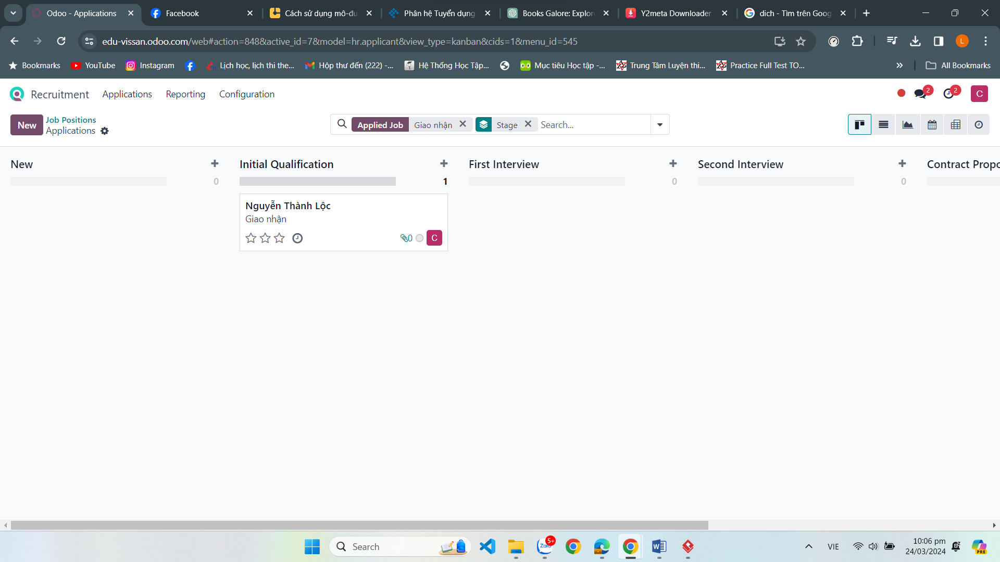 Odoo - Applications
Facebook
Cách sử dụng mô-đu
Phân hệ Tuyển dụng
Books Galore: Explor
Y2meta Downloader
dich - Tìm trên Goog
edu-vissan.odoo.com/web#action=848&active_id=7&model=hr.applicant&view_type=kanban&cids=1&menu_id=545
L
Bookmarks
YouTube
Instagram
Lịch học, lịch thi the...
Hộp thư đến (222) -...
Hệ Thống Học Tập...
Mục tiêu Học tập -...
Trung Tâm Luyện thi...
Practice Full Test TO...
All Bookmarks
Recruitment
Applications
Reporting
Configuration
2
2
C
New
Job Positions
Applications
Applied Job
Giao nhận
Stage
Search...
New
0
Initial Qualification
1
First Interview
0
Second Interview
0
Contract Propo
Nguyễn Thành Lộc
Giao nhận
0
C
Search
Zalo
5+
VIE
10:06 pm
24/03/2024
PRE